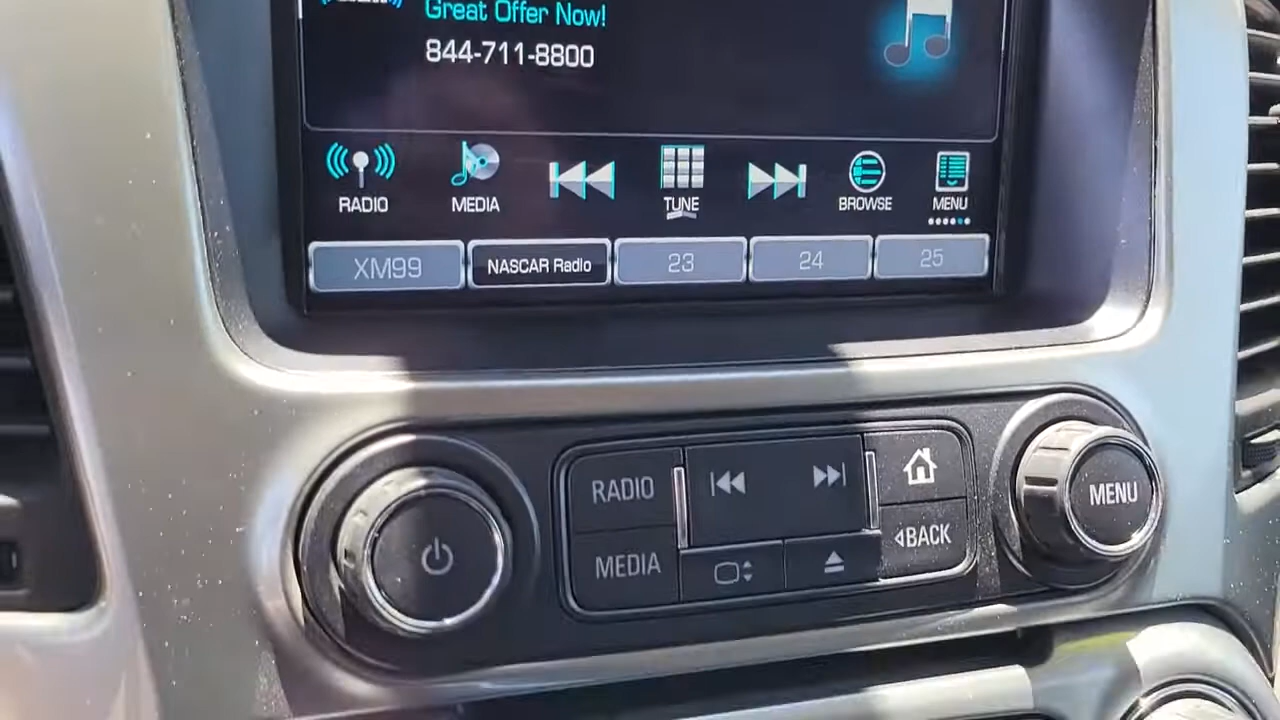 Great Offer Now!
844-711-8800
RADIO MEDIA TUNE BROWSE MENU
XM99 NASCAR Radio 23 24 25
RADIO
MENU
◃BACK
MEDIA